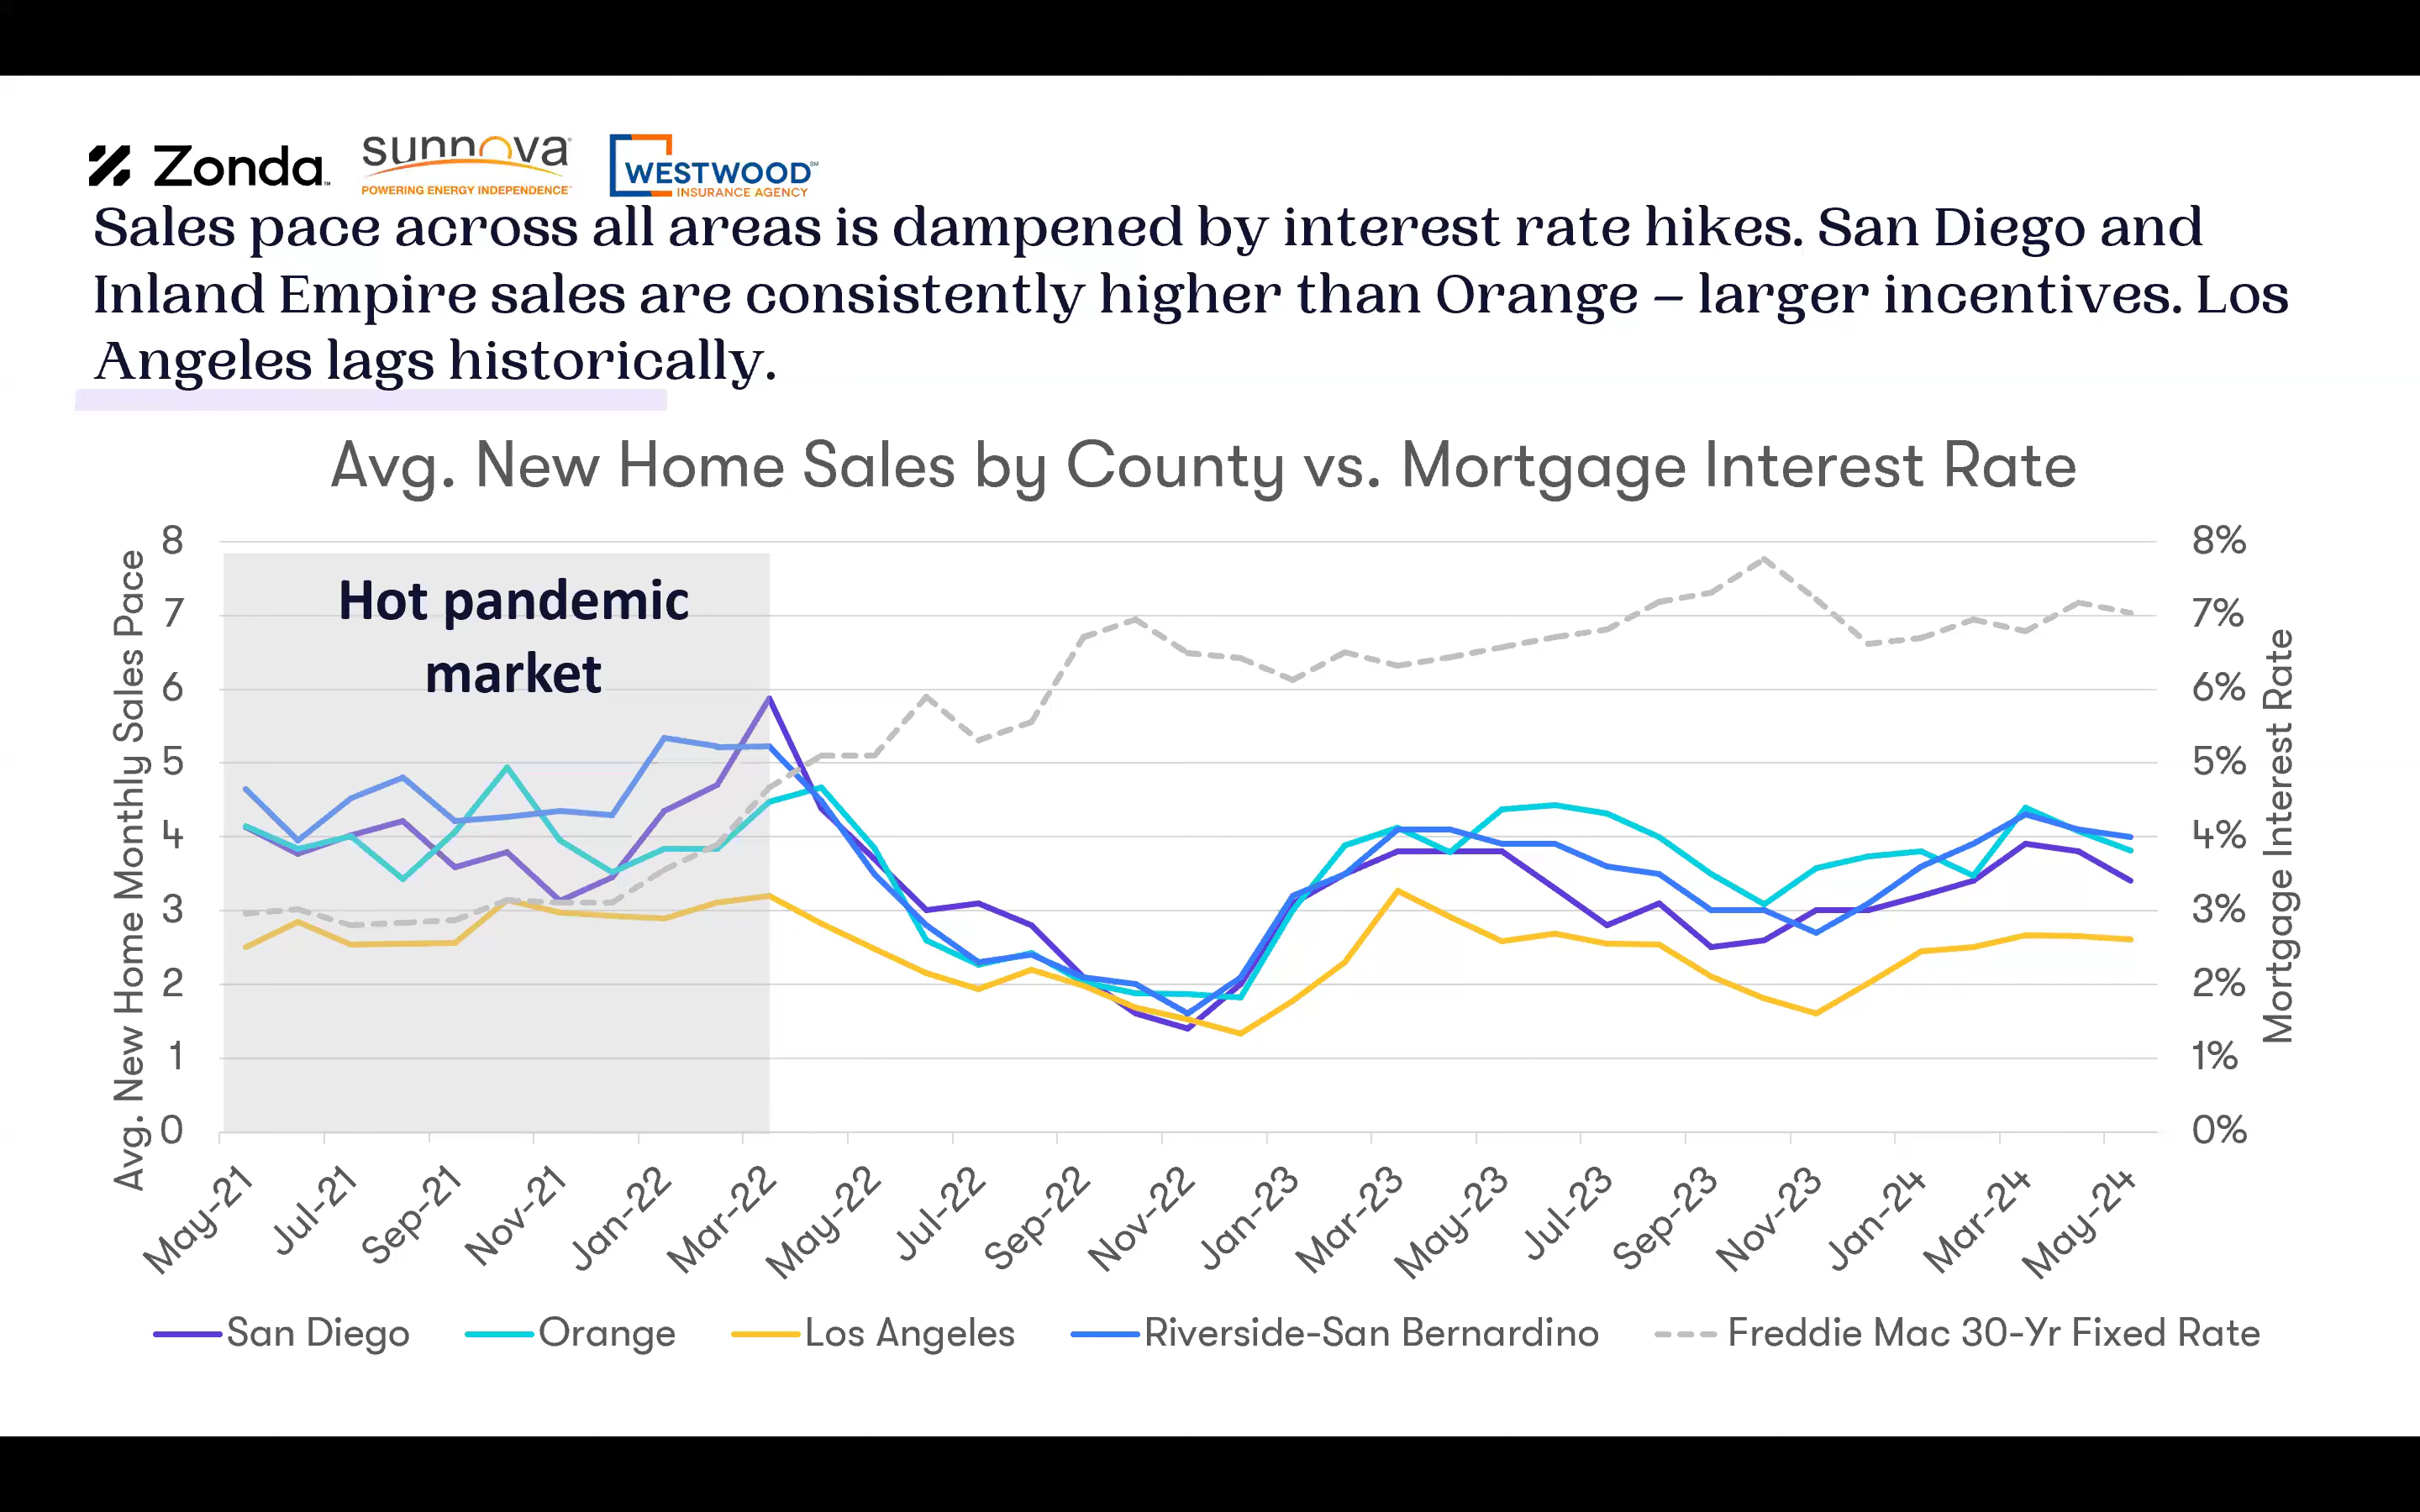 Zonda™
sunnova
POWERING ENERGY INDEPENDENCE
WESTWOOD℠
INSURANCE AGENCY
Sales pace across all areas is dampened by interest rate hikes. San Diego and
Inland Empire sales are consistently higher than Orange – larger incentives. Los
Angeles lags historically.
Avg. New Home Sales by County vs. Mortgage Interest Rate
Avg. New Home Monthly Sales Pace
8
7
6
5
4
3
2
1
0
Hot pandemic
market
8%
7%
6%
5%
4%
3%
2%
1%
0%
Mortgage Interest Rate
May-21
Jul-21
Sep-21
Nov-21
Jan-22
Mar-22
May-22
Jul-22
Sep-22
Nov-22
Jan-23
Mar-23
May-23
Jul-23
Sep-23
Nov-23
Jan-24
Mar-24
May-24
San Diego
Orange
Los Angeles
Riverside-San Bernardino
Freddie Mac 30-Yr Fixed Rate